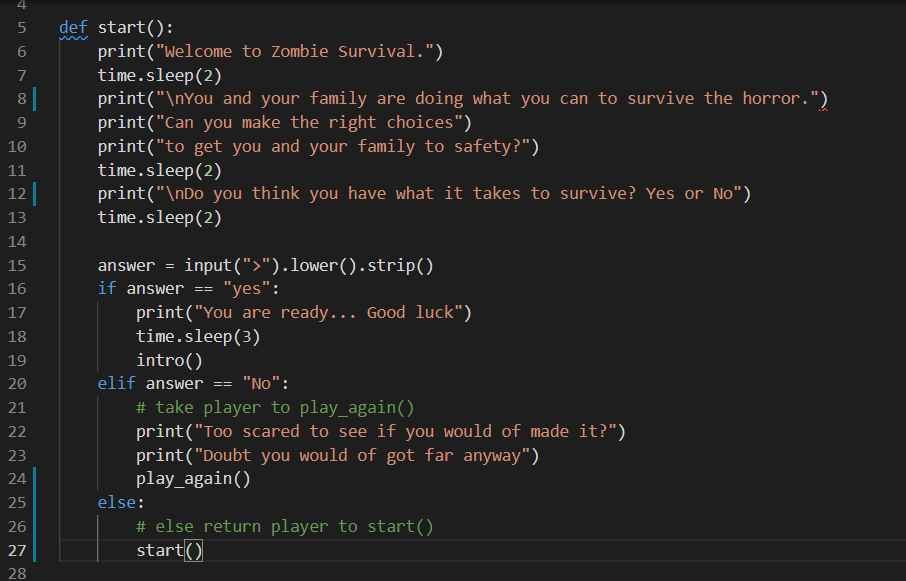 4
5 def start():
6 print("Welcome to Zombie Survival.")
7 time.sleep(2)
8 print("\nYou and your family are doing what you can to survive the horror.")
9 print("Can you make the right choices")
10 print("to get you and your family to safety?")
11 time.sleep(2)
12 print("\nDo you think you have what it takes to survive? Yes or No")
13 time.sleep(2)
14
15 answer = input(">").lower().strip()
16 if answer == "yes":
17 print("You are ready... Good luck")
18 time.sleep(3)
19 intro()
20 elif answer == "No":
21 # take player to play_again()
22 print("Too scared to see if you would of made it?")
23 print("Doubt you would of got far anyway")
24 play_again()
25 else:
26 # else return player to start()
27 start()
28